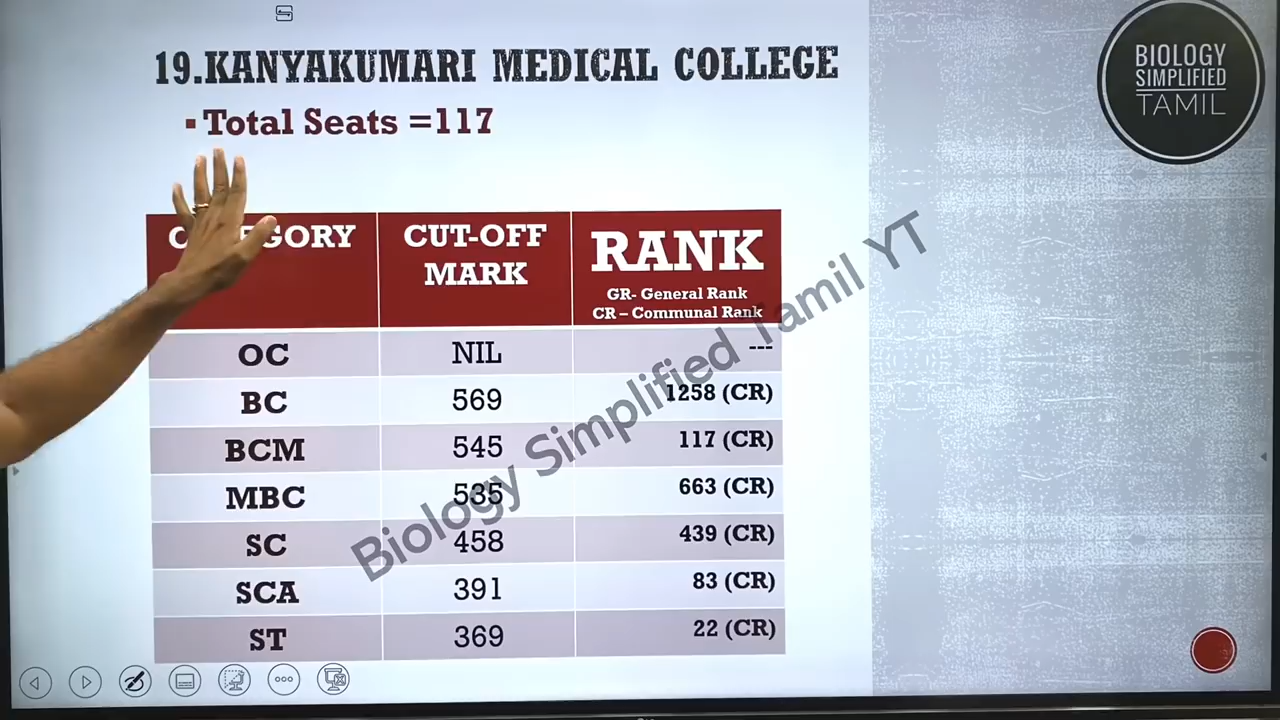 19.KANYAKUMARI MEDICAL COLLEGE
BIOLOGY
SIMPLIFIED
TAMIL
▪ Total Seats =117
CUT-OFF
MARK
RANK
GR- General Rank
CR – Communal Rank
OC NIL ---
BC 569 1258 (CR)
BCM 545 117 (CR)
MBC 535 663 (CR)
SC 458 439 (CR)
SCA 391 83 (CR)
ST 369 22 (CR)
Biology Simplified Tamil YT